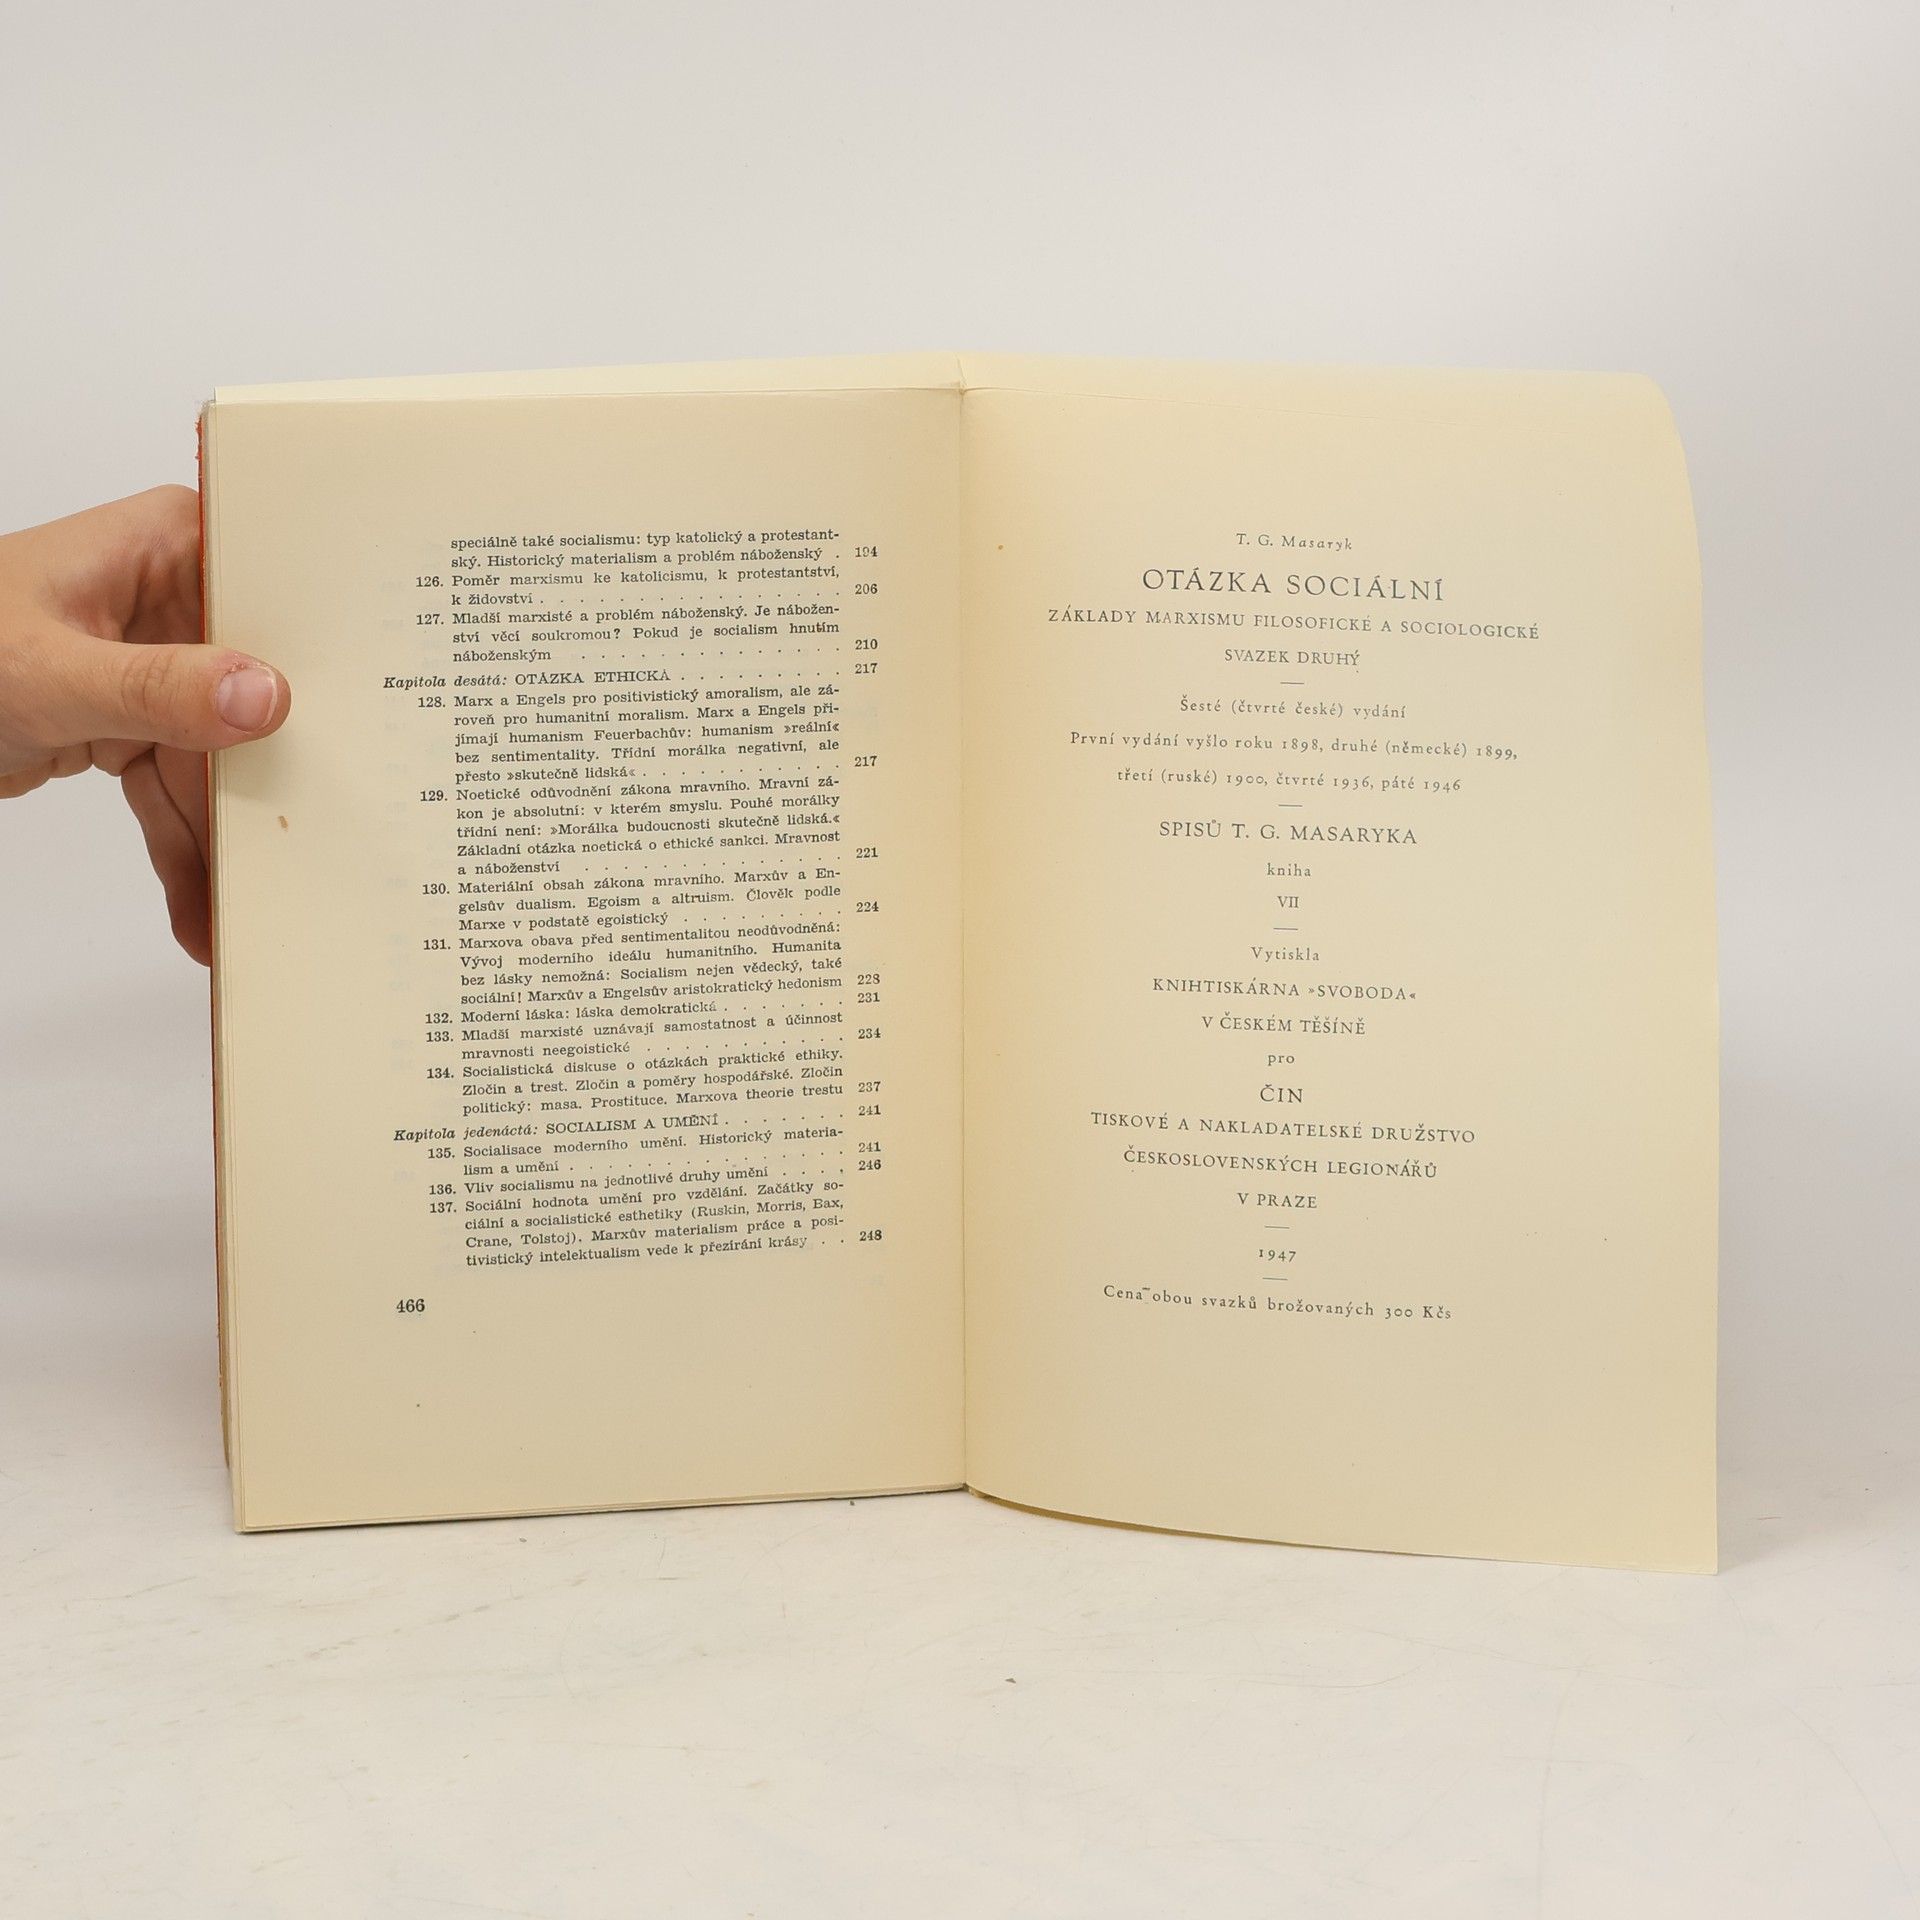 speciálně také socialismu: typ katolický a protestant-
ský. Historický materialism a problém náboženský . 194
126. Poměr marxismu ke katolicismu, k protestantství,
k židovství . . . . . . . . . . . . . . . . 206
127. Mladší marxisté a problém náboženský. Je nábožen-
ství věcí soukromou? Pokud je socialism hnutím
náboženským . . . . . . . . . . . . . . 210
Kapitola desátá: OTÁZKA ETHICKÁ . . . . . . . . . 217
128. Marx a Engels pro positivistický amoralism, ale zá-
roveň pro humanitní moralism. Marx a Engels při-
jímají humanism Feuerbachův: humanism »reální«
bez sentimentality. Třídní morálka negativní, ale
přesto »skutečně lidská« . . . . . . . . . . . 217
129. Noetické odůvodnění zákona mravního. Mravní zá-
kon je absolutní: v kterém smyslu. Pouhé morálky
třídní není: »Morálka budoucnosti skutečně lidská.«
Základní otázka noetická o ethické sankci. Mravnost
a náboženství . . . . . . . . . . . . . . 221
130. Materiální obsah zákona mravního. Marxův a En-
gelsův dualism. Egoism a altruism. Člověk podle
Marxe v podstatě egoistický . . . . . . . . . 224
131. Marxova obava před sentimentalitou neodůvodněná:
Vývoj moderního ideálu humanitního. Humanita
bez lásky nemožná: Socialism nejen vědecký, také
sociální! Marxův a Engelsův aristokratický hedonism 228
132. Moderní láska: láska demokratická . . . . . . . 231
133. Mladší marxisté uznávají samostatnost a účinnost
mravnosti neegoistické . . . . . . . . . . . 234
134. Socialistická diskuse o otázkách praktické ethiky.
Zločin a trest. Zločin a poměry hospodářské. Zločin
politický: masa. Prostituce. Marxova theorie trestu 237
Kapitola jedenáctá: SOCIALISM A UMĚNÍ . . . . . . . 241
135. Socialisace moderního umění. Historický materia-
lism a umění . . . . . . . . . . . . . . . 241
136. Vliv socialismu na jednotlivé druhy umění . . . . 246
137. Sociální hodnota umění pro vzdělání. Začátky so-
ciální a socialistické esthetiky (Ruskin, Morris, Bax,
Crane, Tolstoj). Marxův materialism práce a posi-
tivistický intelektualism vede k přezírání krásy . . 248
466
T. G. Masaryk
OTÁZKA SOCIÁLNÍ
ZÁKLADY MARXISMU FILOSOFICKÉ A SOCIOLOGICKÉ
SVAZEK DRUHÝ
Šesté (čtvrté české) vydání
První vydání vyšlo roku 1898, druhé (německé) 1899,
třetí (ruské) 1900, čtvrté 1936, páté 1946
SPISŮ T. G. MASARYKA
kniha
VII
Vytiskla
KNIHTISKÁRNA »SVOBODA«
V ČESKÉM TĚŠÍNĚ
pro
ČIN
TISKOVÉ A NAKLADATELSKÉ DRUŽSTVO
ČESKOSLOVENSKÝCH LEGIONÁŘŮ
V PRAZE
1947
Cena obou svazků brožovaných 300 Kčs